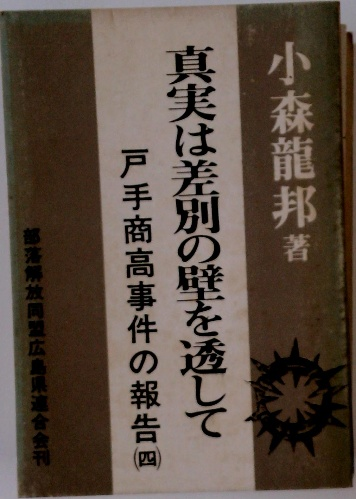 小森龍邦著
真実は差別の壁を透して
戸手商高事件の報告(四)
部落解放同盟広島県連合会刊